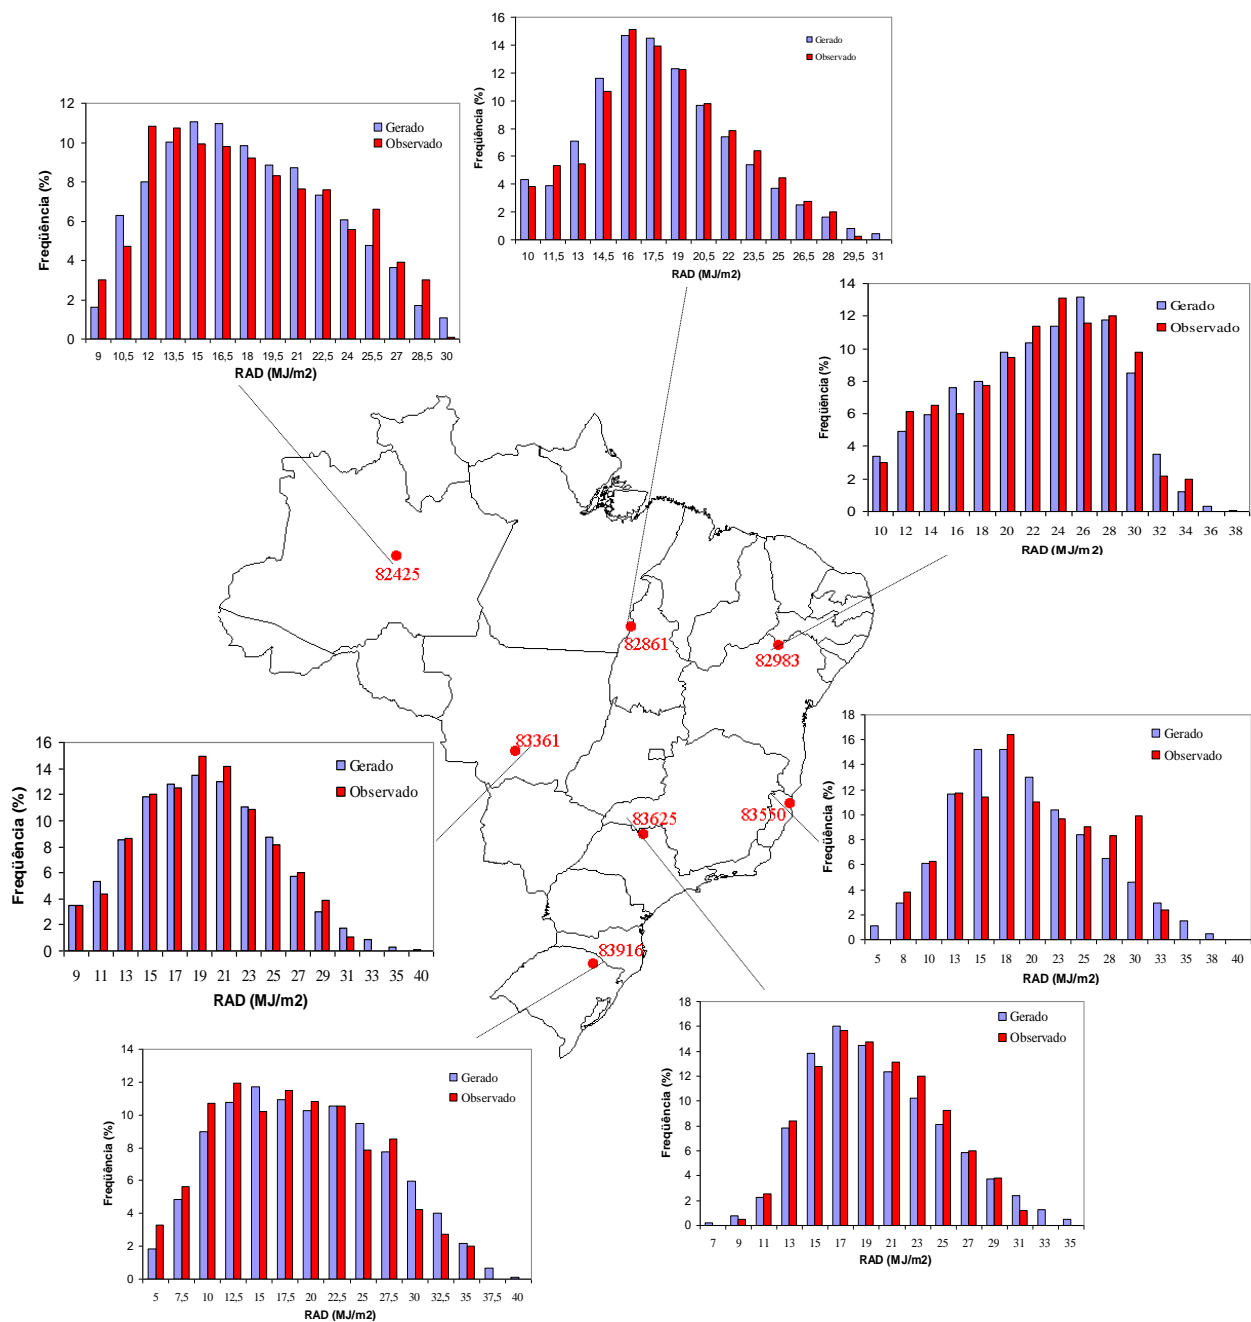 16
14
12
10
8
6
4
2
0
Freqüência (%)
Gerado
Observado
10 11,5 13 14,5 16 17,5 19 20,5 22 23,5 25 26,5 28 29,5 31
RAD (MJ/m2)
12
10
8
6
4
2
0
Freqüência (%)
Gerado
Observado
9 10,5 12 13,5 15 16,5 18 19,5 21 22,5 24 25,5 27 28,5 30
RAD (MJ/m2)
14
12
10
8
6
4
2
0
Freqüência (%)
Gerado
Observado
10 12 14 16 18 20 22 24 26 28 30 32 34 36 38
RAD (MJ/m2)
82425
82861
82983
83361
83625
83550
83916
16
14
12
10
8
6
4
2
0
Freqüência (%)
Gerado
Observado
9 11 13 15 17 19 21 23 25 27 29 31 33 35 40
RAD (MJ/m2)
18
16
14
12
10
8
6
4
2
0
Freqüência (%)
Gerado
Observado
5 8 10 13 15 18 20 23 25 28 30 33 35 38 40
RAD (MJ/m2)
18
16
14
12
10
8
6
4
2
0
Freqüência (%)
Gerado
Observado
7 9 11 13 15 17 19 21 23 25 27 29 31 33 35
RAD (MJ/m2)
14
12
10
8
6
4
2
0
Freqüência (%)
Gerado
Observado
5 7,5 10 12,5 15 17,5 20 22,5 25 27,5 30 32,5 35 37,5 40
RAD (MJ/m2)